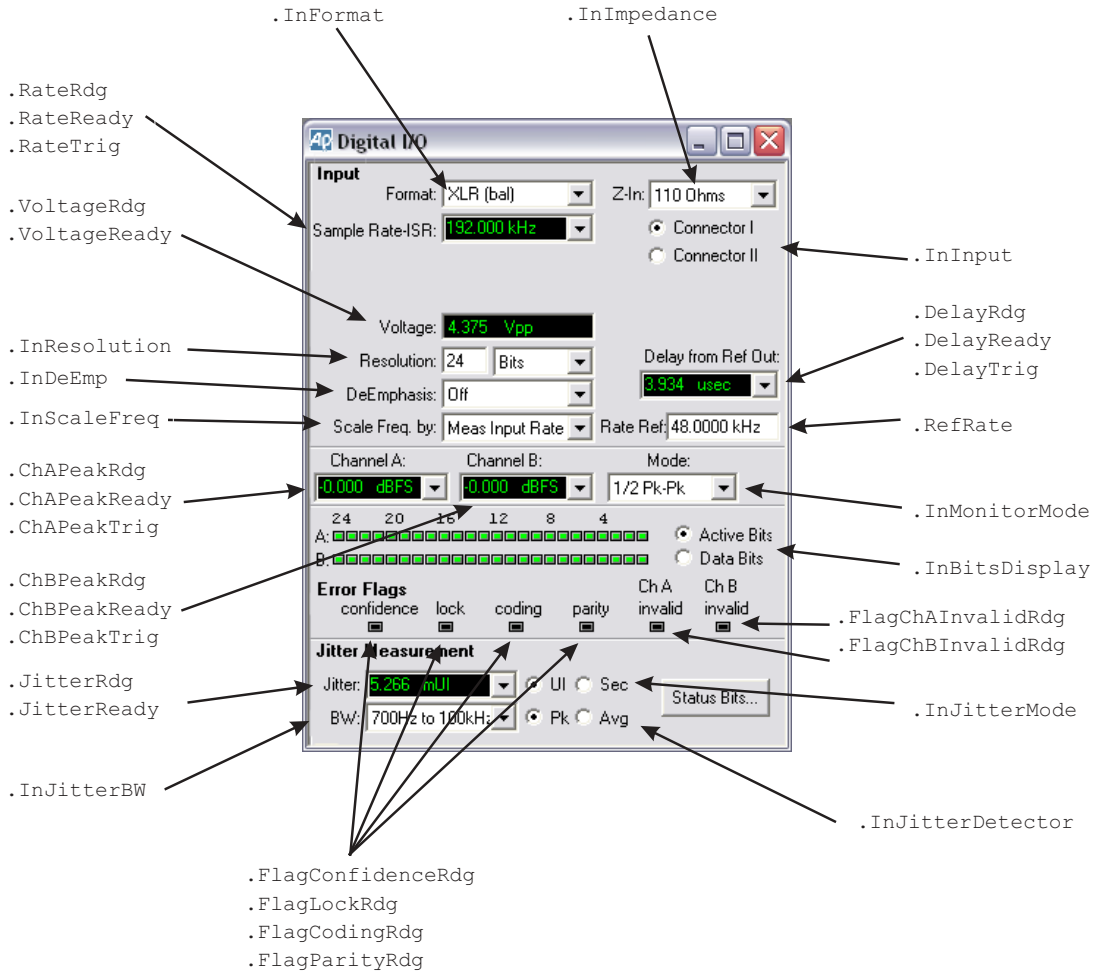 .InFormat
.InImpedance
.RateRdg
.RateReady
.RateTrig
.VoltageRdg
.VoltageReady
.InResolution
.InDeEmp
.InScaleFreq
.ChAPeakRdg
.ChAPeakReady
.ChAPeakTrig
.ChBPeakRdg
.ChBPeakReady
.ChBPeakTrig
.JitterRdg
.JitterReady
.InJitterBW
Ap Digital I/O
Input
Format: XLR (bal) Z-In: 110 Ohms
Sample Rate-ISR: 192.000 kHz Connector I
Connector II
Voltage: 4.375 Vpp
Resolution: 24 Bits Delay from Ref Out:
DeEmphasis: Off 3.934 usec
Scale Freq. by: Meas Input Rate Rate Ref: 48.0000 kHz
Channel A: Channel B: Mode:
-0.000 dBFS -0.000 dBFS 1/2 Pk-Pk
24 20 16 12 8 4
A: Active Bits
B: Data Bits
Error Flags Ch A Ch B
confidence lock coding parity invalid invalid
Jitter Measurement
Jitter: 5.266 mUI UI Sec Status Bits...
BW: 700Hz to 100kHz Pk Avg
.InInput
.DelayRdg
.DelayReady
.DelayTrig
.RefRate
.InMonitorMode
.InBitsDisplay
.FlagChAInvalidRdg
.FlagChBInvalidRdg
.InJitterMode
.InJitterDetector
.FlagConfidenceRdg
.FlagLockRdg
.FlagCodingRdg
.FlagParityRdg